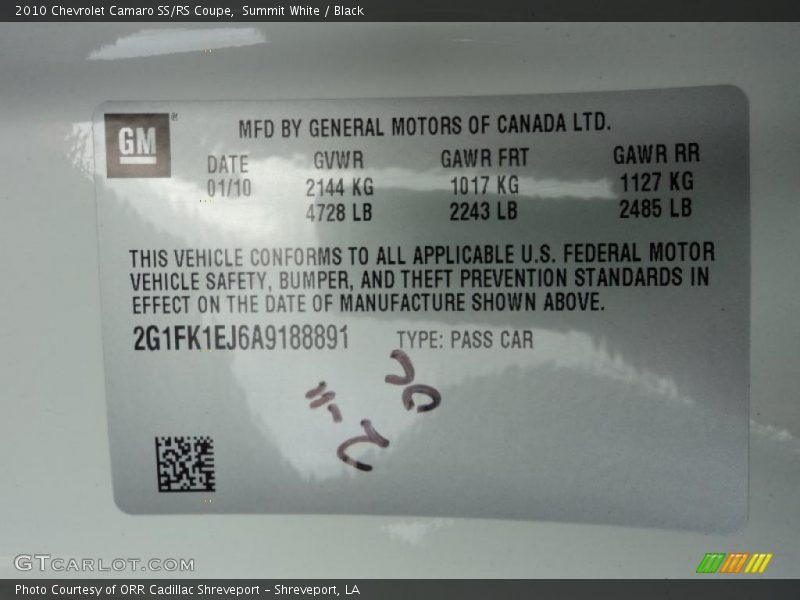 2010 Chevrolet Camaro SS/RS Coupe,  Summit White / Black
GM ®
MFD BY GENERAL MOTORS OF CANADA LTD.
DATE GVWR GAWR FRT GAWR RR
01/10 2144 KG 1017 KG 1127 KG
4728 LB 2243 LB 2485 LB
THIS VEHICLE CONFORMS TO ALL APPLICABLE U.S. FEDERAL MOTOR
VEHICLE SAFETY, BUMPER, AND THEFT PREVENTION STANDARDS IN
EFFECT ON THE DATE OF MANUFACTURE SHOWN ABOVE.
2G1FK1EJ6A9188891 TYPE: PASS CAR
GTCARLOT.COM
Photo Courtesy of ORR Cadillac Shreveport – Shreveport, LA